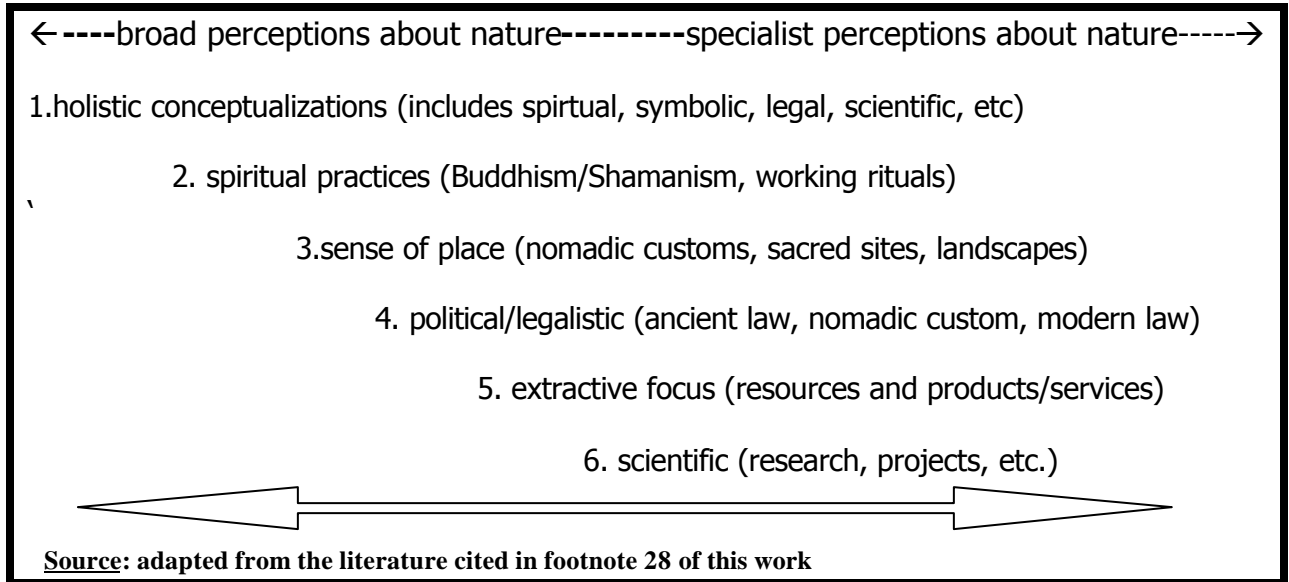 ←----broad perceptions about nature---------specialist perceptions about nature-----→
1.holistic conceptualizations (includes spirtual, symbolic, legal, scientific, etc)
2. spiritual practices (Buddhism/Shamanism, working rituals)
`
3.sense of place (nomadic customs, sacred sites, landscapes)
4. political/legalistic (ancient law, nomadic custom, modern law)
5. extractive focus (resources and products/services)
6. scientific (research, projects, etc.)
Source: adapted from the literature cited in footnote 28 of this work